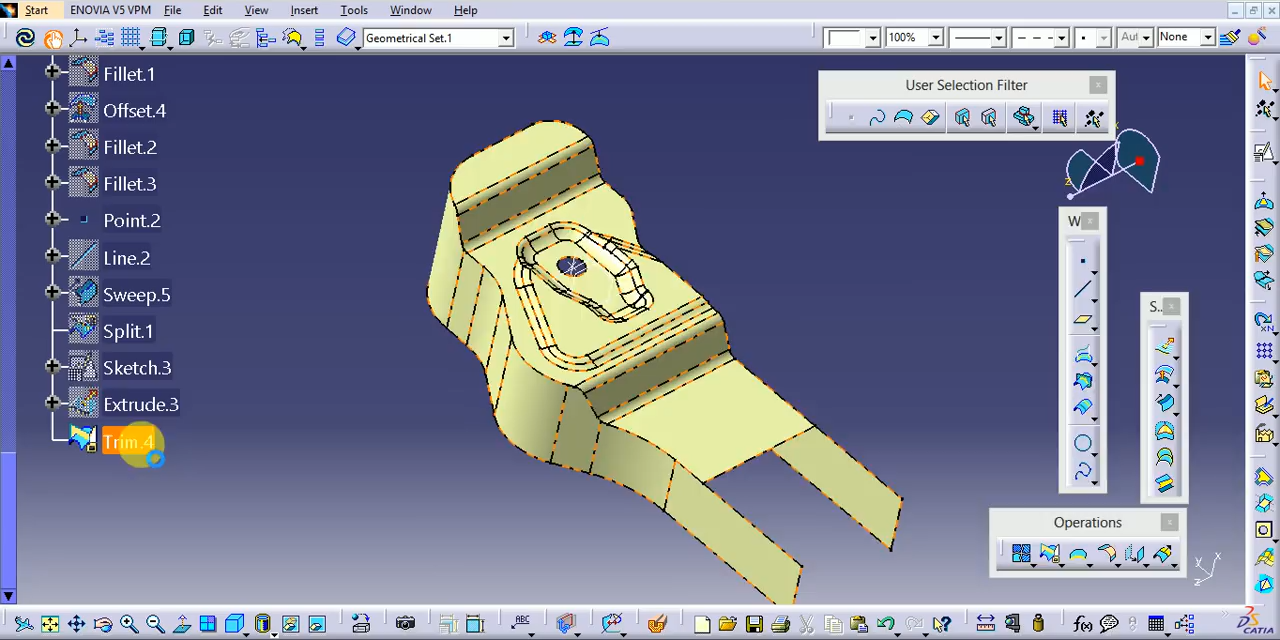 Start ENOVIA V5 VPM File Edit View Insert Tools Window Help
Geometrical Set.1 100% Aut None
Fillet.1
User Selection Filter
Offset.4
Fillet.2
Fillet.3
Point.2
W
Line.2
Sweep.5
S...
Split.1
Sketch.3
Extrude.3
Trim.4
Operations
x
y
z
z
ABC
f(x)
CATIA